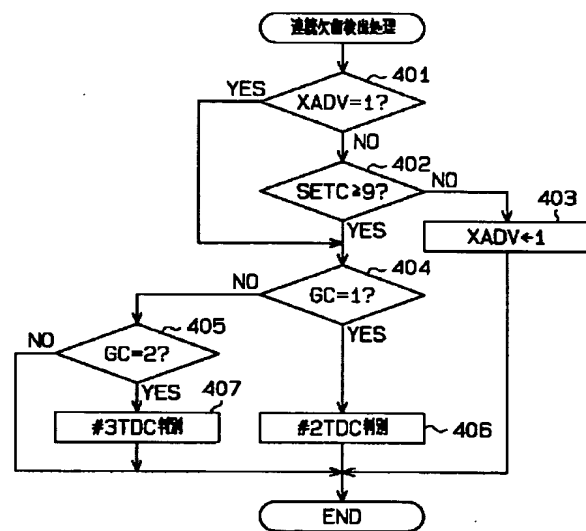 連続欠歯検出処理
401
XADV=1?
YES
NO
402
SETC≧9?
NO
YES
403
XADV←1
404
GC=1?
NO
YES
405
GC=2?
NO
YES
407
#3TDC判別
#2TDC判別
406
END